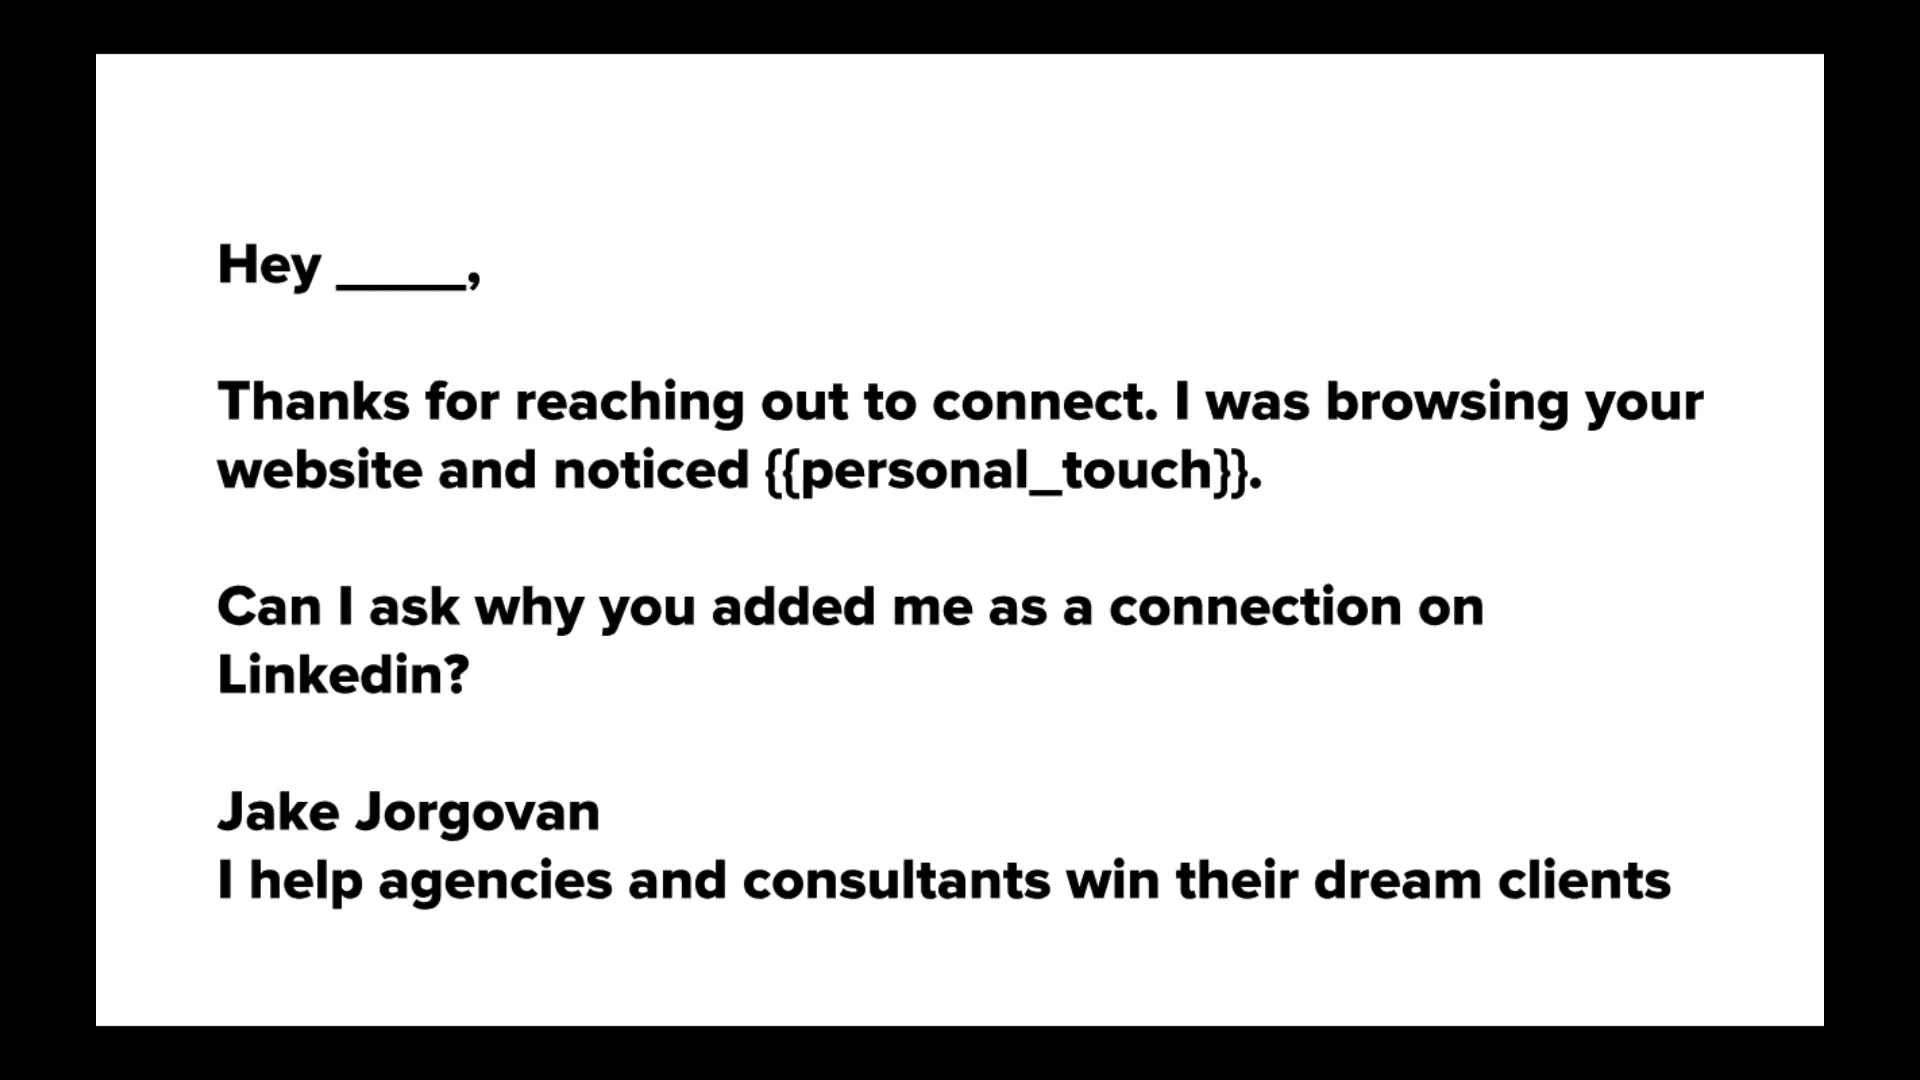 Hey _____,
Thanks for reaching out to connect. I was browsing your
website and noticed {{personal_touch}}.
Can I ask why you added me as a connection on
Linkedin?
Jake Jorgovan
I help agencies and consultants win their dream clients